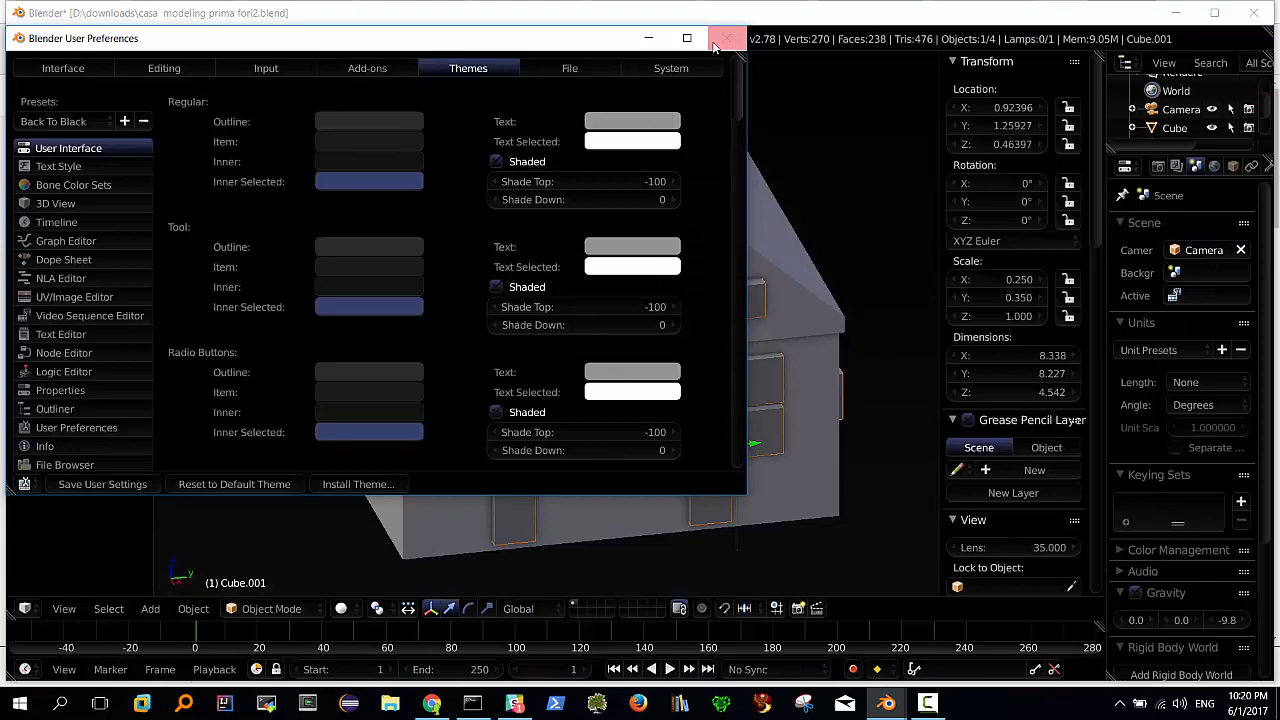 Blender* [D:\downloads\casa modeling prima fori2.blend]
Blender User Preferences
v2.78 | Verts:270 | Faces:238 | Tris:476 | Objects:1/4 | Lamps:0/1 | Mem:9.05M | Cube.001
Interface
Editing
Input
Add-ons
Themes
File
System
Presets:
Back To Black
User Interface
Text Style
Bone Color Sets
3D View
Timeline
Graph Editor
Dope Sheet
NLA Editor
UV/Image Editor
Video Sequence Editor
Text Editor
Node Editor
Logic Editor
Properties
Outliner
User Preferences
Info
File Browser
Regular:
Outline:
Item:
Inner:
Inner Selected:
Text:
Text Selected:
Shaded
Shade Top: -100
Shade Down: 0
Tool:
Outline:
Item:
Inner:
Inner Selected:
Text:
Text Selected:
Shaded
Shade Top: -100
Shade Down: 0
Radio Buttons:
Outline:
Item:
Inner:
Inner Selected:
Text:
Text Selected:
Shaded
Shade Top: -100
Shade Down: 0
Save User Settings
Reset to Default Theme
Install Theme...
Transform
Location:
X: 0.92396
Y: 1.25927
Z: 0.46397
Rotation:
X: 0°
Y: 0°
Z: 0°
XYZ Euler
Scale:
X: 0.250
Y: 0.350
Z: 1.000
Dimensions:
X: 8.338
Y: 8.227
Z: 4.542
Grease Pencil Layer
Scene
Object
New
New Layer
View
Lens: 35.000
Lock to Object:
View
Search
All Sc
World
Camera
Cube
Scene
Scene
Camer
Camera
Backgr
Active
Units
Unit Presets
Length: None
Angle: Degrees
Unit Sca 1.000000
Separate ...
Keying Sets
Color Management
Audio
Gravity
0.0 0.0 -9.8
Rigid Body World
Add Rigid Body World
(1) Cube.001
z
y
View
Select
Add
Object
Object Mode
Global
-40 -20 0 20 40 60 80 100 120 140 160 180 200 220 240 260 280
View
Marker
Frame
Playback
Start: 1
End: 250
1
No Sync
10:20 PM
6/1/2017